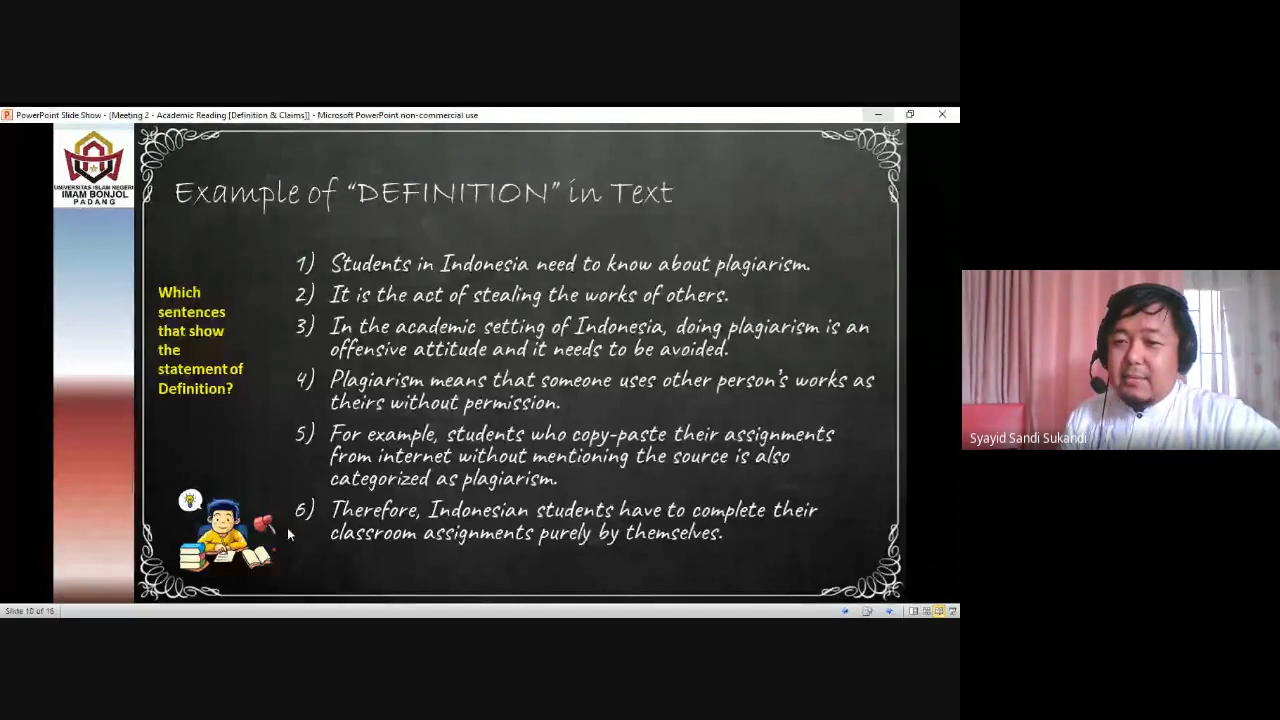 PowerPoint Slide Show - [Meeting 2 - Academic Reading [Definition & Claims]] - Microsoft PowerPoint non-commercial use
UNIVERSITAS ISLAM NEGERI
IMAM BONJOL
PADANG
Example of "DEFINITION" in Text
Which
sentences
that show
the
statement of
Definition?
1) Students in Indonesia need to know about plagiarism.
2) It is the act of stealing the works of others.
3) In the academic setting of Indonesia, doing plagiarism is an
offensive attitude and it needs to be avoided.
4) Plagiarism means that someone uses other person's works as
theirs without permission.
5) For example, students who copy-paste their assignments
from internet without mentioning the source is also
categorized as plagiarism.
6) Therefore, Indonesian students have to complete their
classroom assignments purely by themselves.
Syayid Sandi Sukandi
Slide 10 of 16